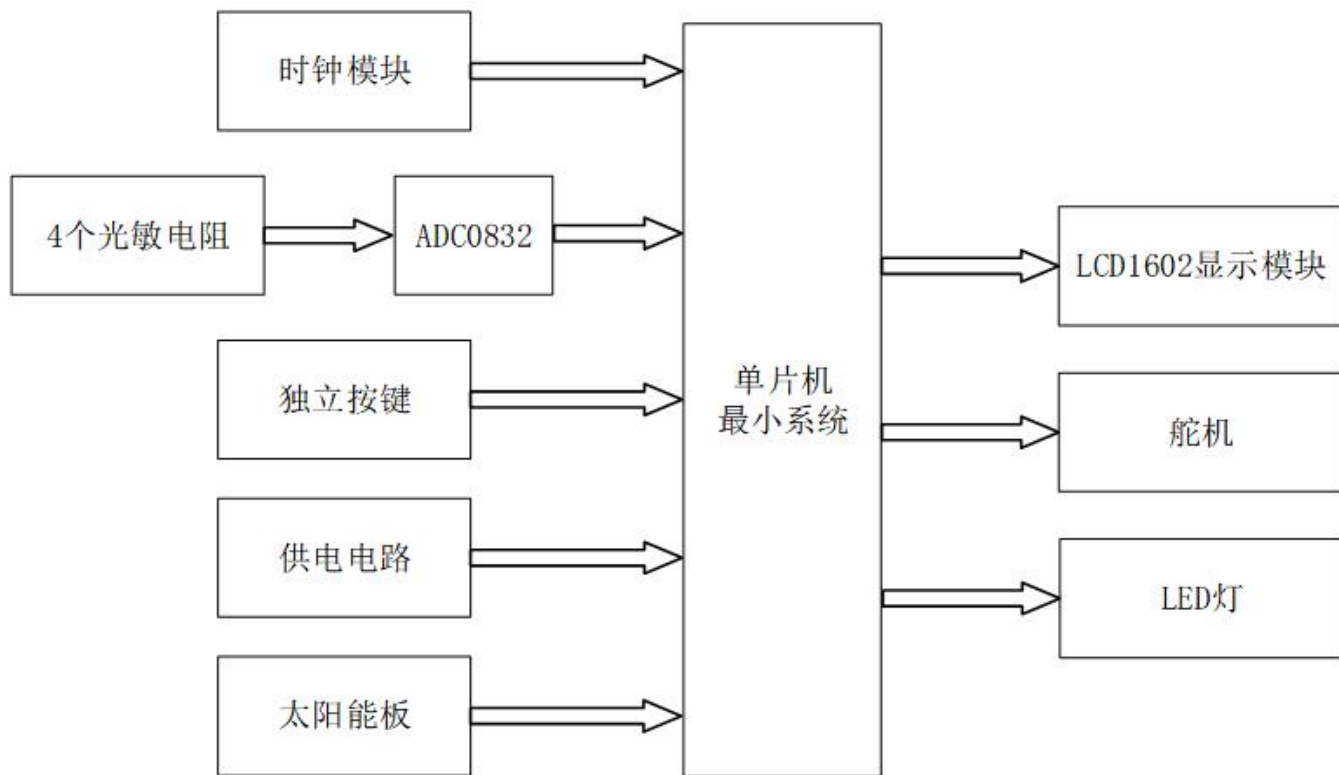 时钟模块
4个光敏电阻
ADC0832
独立按键
供电电路
太阳能板
单片机
最小系统
LCD1602显示模块
舵机
LED灯